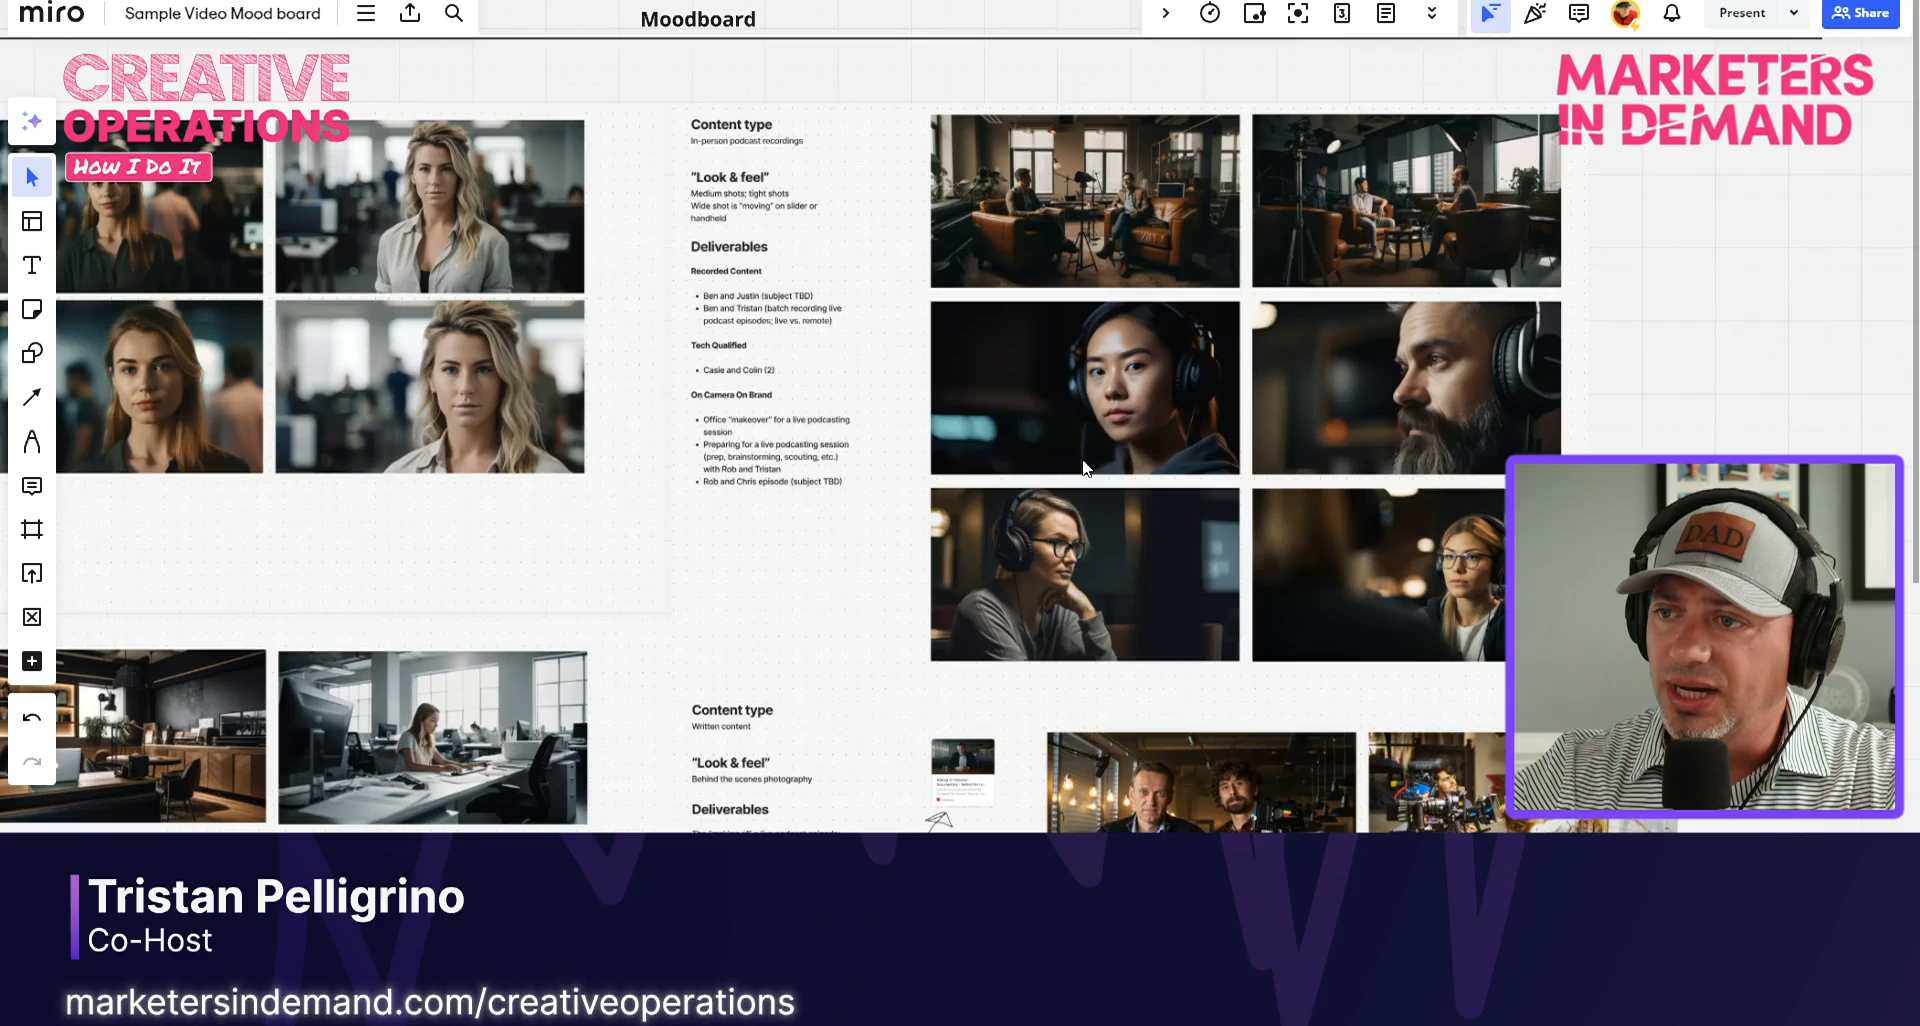 miro
Sample Video Mood board
Moodboard
Present
Share
CREATIVE
OPERATIONS
How I Do It
MARKETERS
IN DEMAND
Content type
In-person podcast recordings
“Look & feel”
Medium shots; tight shots
Wide shot is “moving” on slider or
handheld
Deliverables
Recorded Content
Ben and Justin (subject TBD)
Ben and Tristan (batch recording live
podcast episodes; live vs. remote)
Tech Qualified
Casie and Colin (2)
On Camera On Brand
Office “makeover” for a live podcasting
session
Preparing for a live podcasting session
(prep, brainstorming, scouting, etc.)
with Rob and Tristan
Rob and Chris episode (subject TBD)
DAD
Content type
Written content
“Look & feel”
Behind the scenes photography
Deliverables
Tristan Pelligrino
Co-Host
marketersindemand.com/creativeoperations